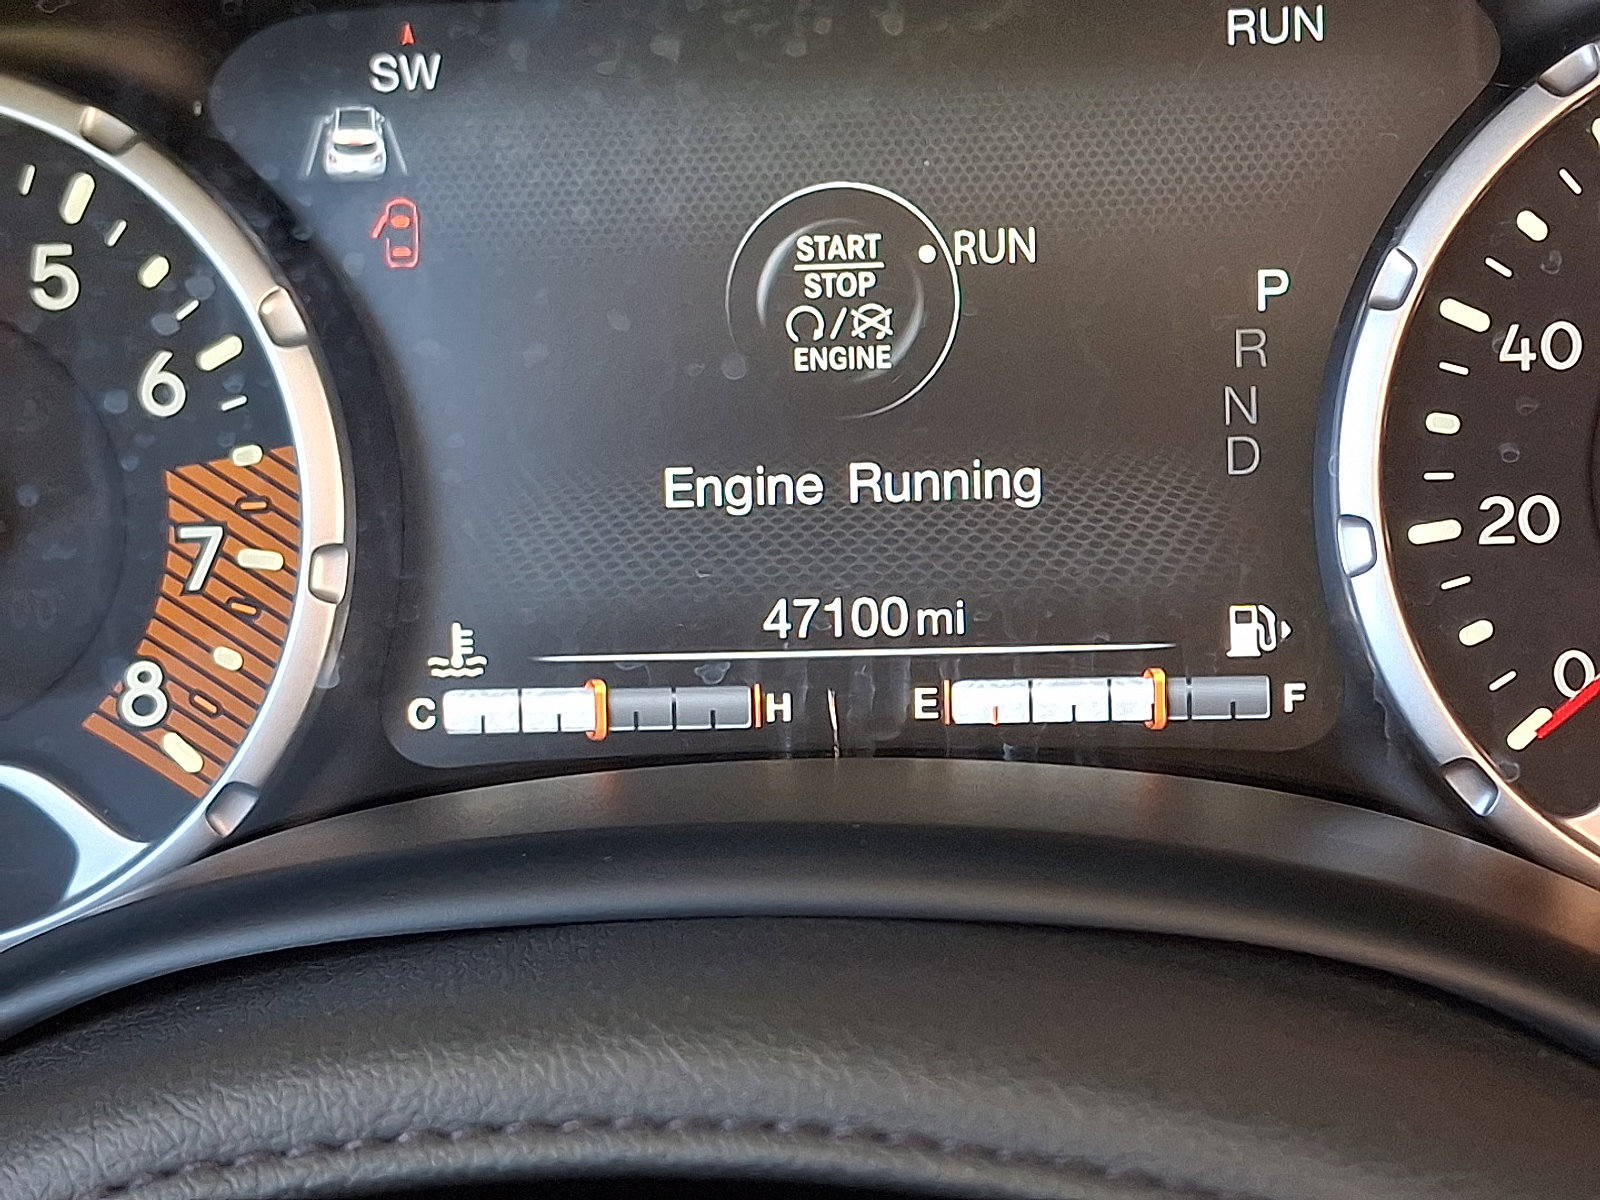 RUN
SW
START
STOP
ENGINE
RUN
P
R
N
D
Engine Running
47100 mi
C
H
E
F
5
6
7
8
40
20
0